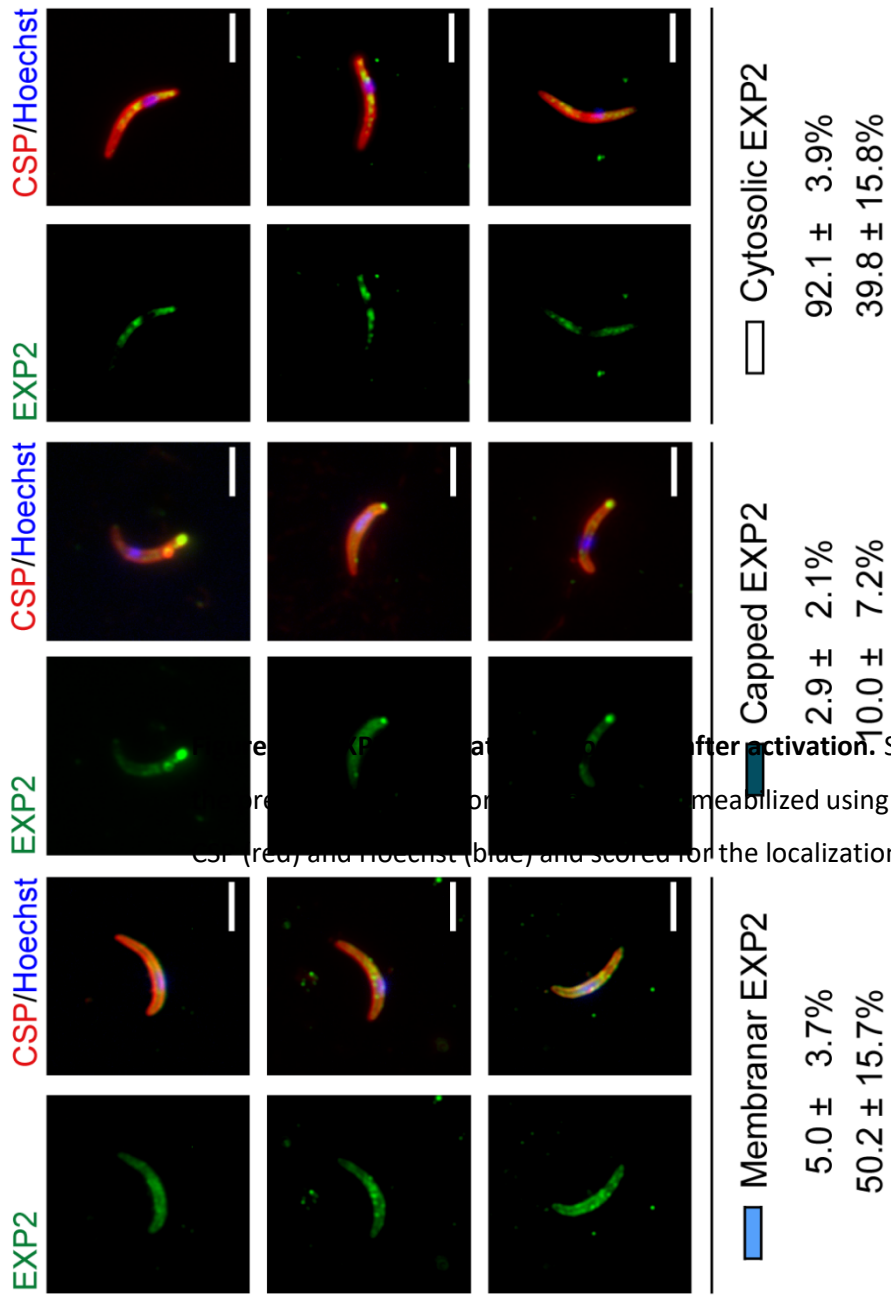 EXP2
CSP/Hoechst
EXP2
CSP/Hoechst
EXP2
CSP/Hoechst
Membranar EXP2
5.0 ± 3.7%
50.2 ± 15.7%
Capped EXP2
2.9 ± 2.1%
10.0 ± 7.2%
Cytosolic EXP2
92.1 ± 3.9%
39.8 ± 15.8%
after activation. S
using
CSP (red) and Hoechst (blue) and scored for the localization